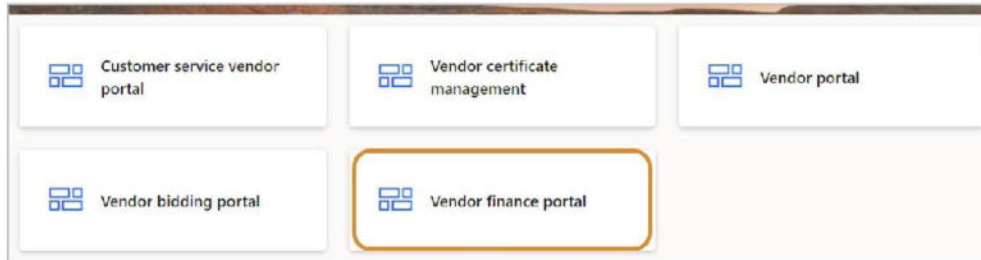 Customer service vendor
portal
Vendor certificate
management
Vendor portal
Vendor bidding portal
Vendor finance portal